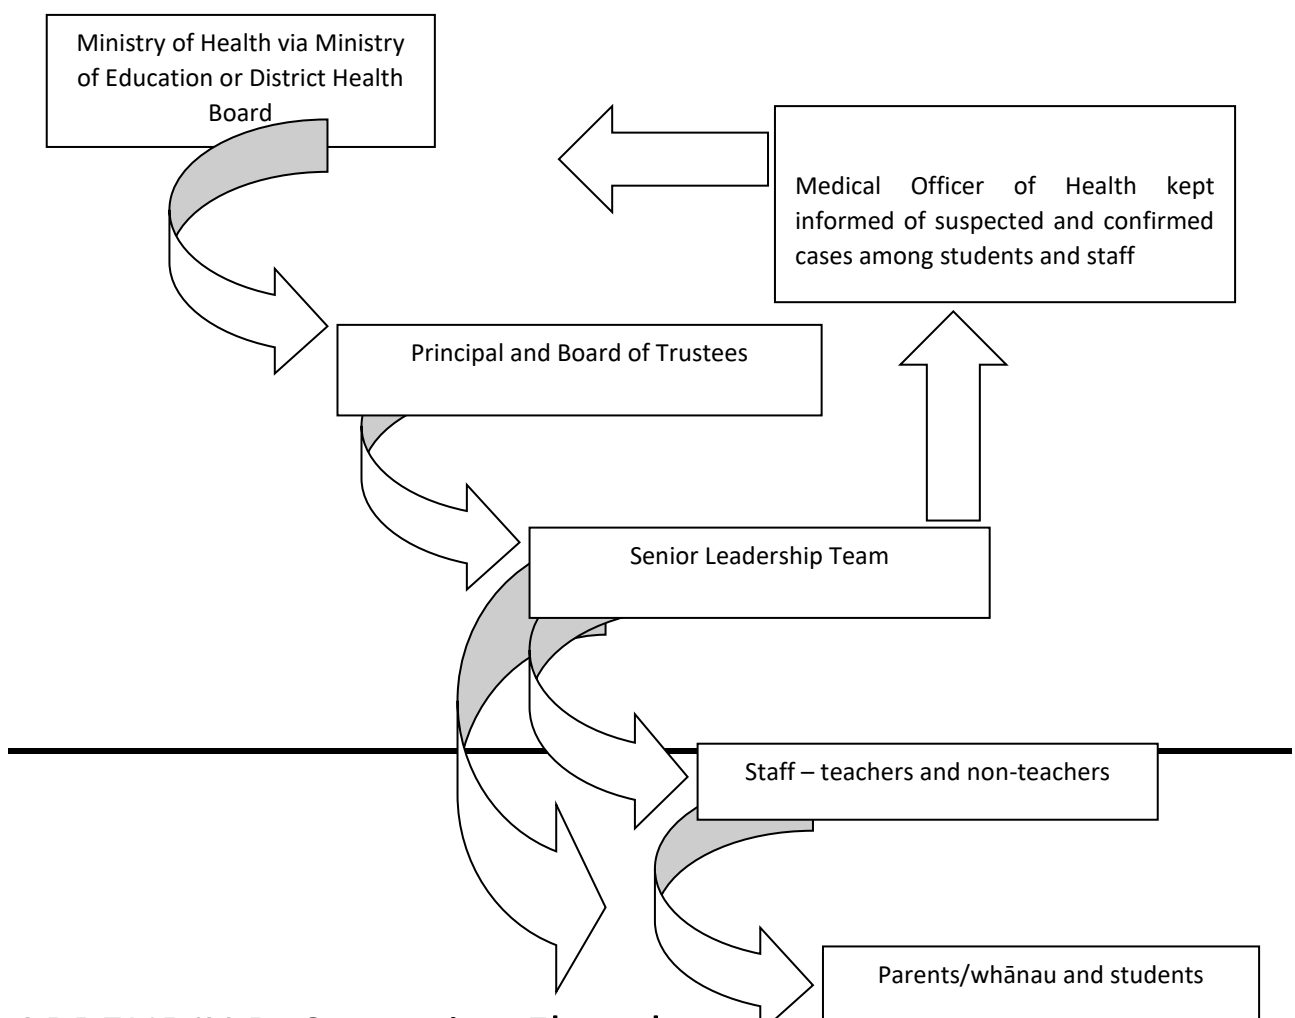 Ministry of Health via Ministry
of Education or District Health
Board
Medical Officer of Health kept
informed of suspected and confirmed
cases among students and staff
Principal and Board of Trustees
Senior Leadership Team
Staff – teachers and non-teachers
Parents/whānau and students